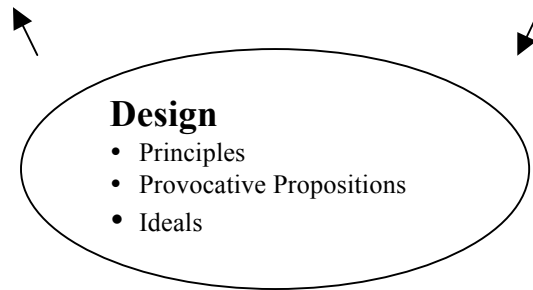 Design
• Principles
• Provocative Propositions
• Ideals